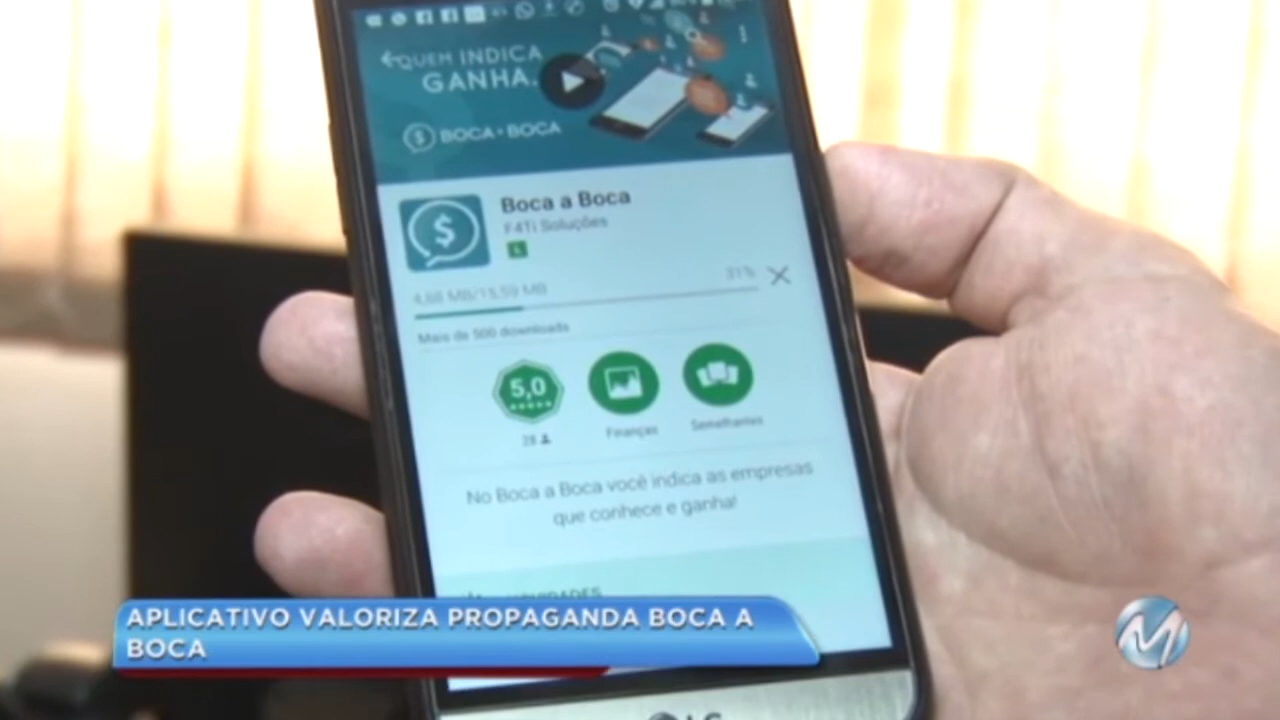 QUEM INDICA
GANHA.
$ BOCA A BOCA
Boca a Boca
F4Ti Soluções
L
$
4,68 MB/15,59 MB 31%
Mais de 500 downloads
5,0
28
Finanças
Semelhantes
No Boca a Boca você indica as empresas
que conhece e ganha!
APLICATIVO VALORIZA PROPAGANDA BOCA A
BOCA
M
LG